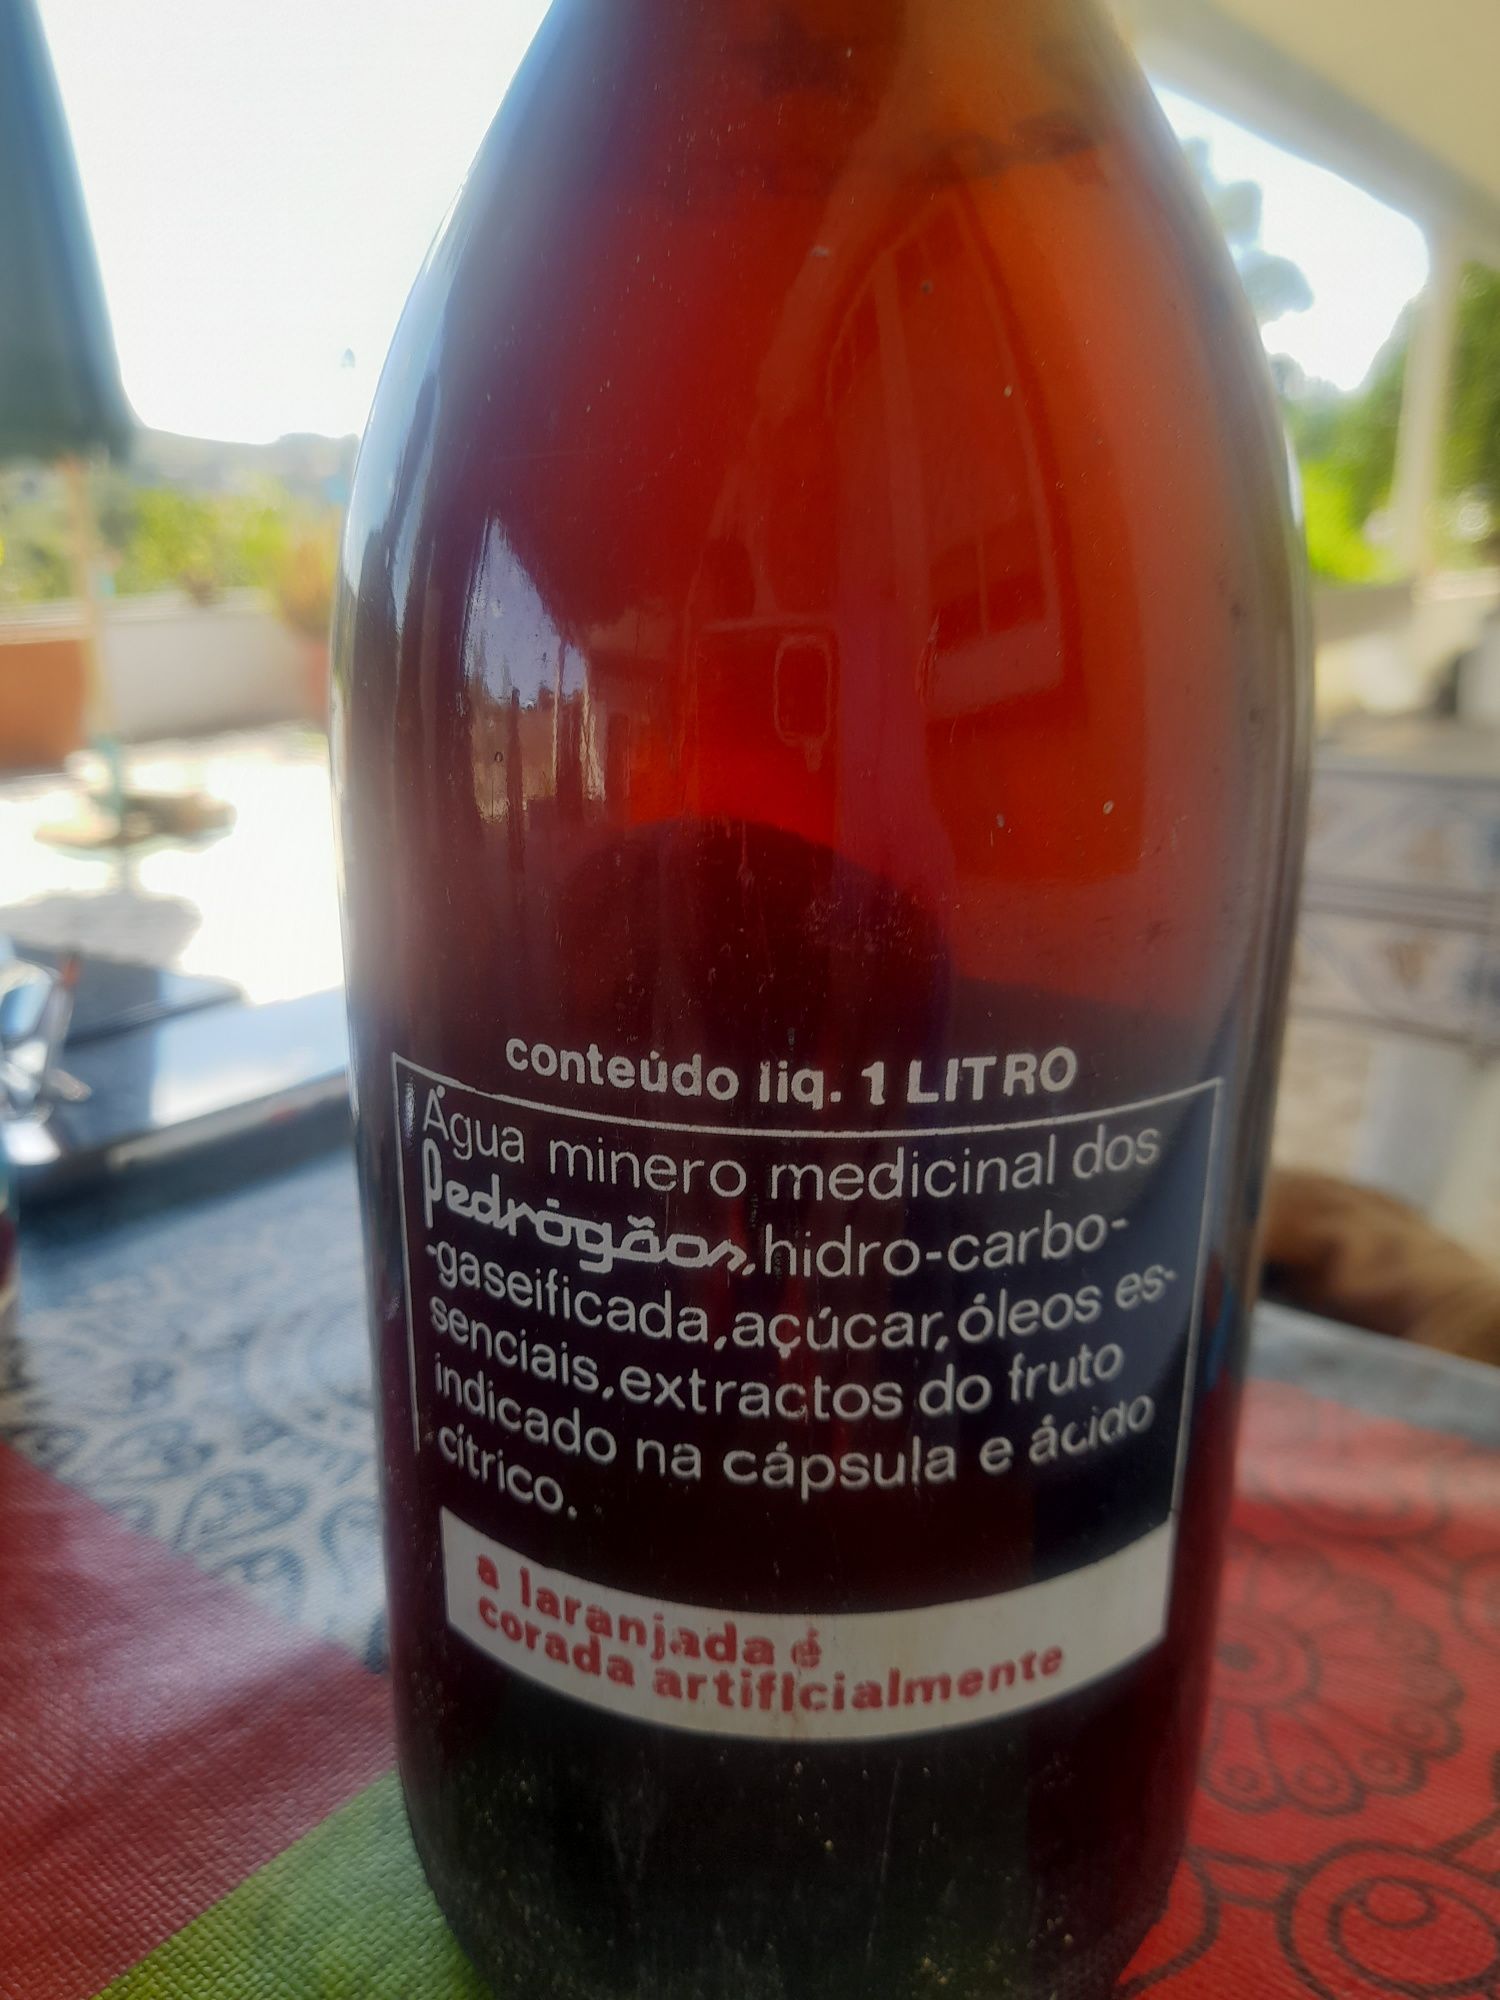 conteúdo liq. 1 LITRO
Água minero medicinal dos
Pedrógãos, hidro-carbo-
-gaseificada, açúcar, óleos es-
senciais, extractos do fruto
indicado na cápsula e ácido
cítrico.
a laranjada é
corada artificialmente